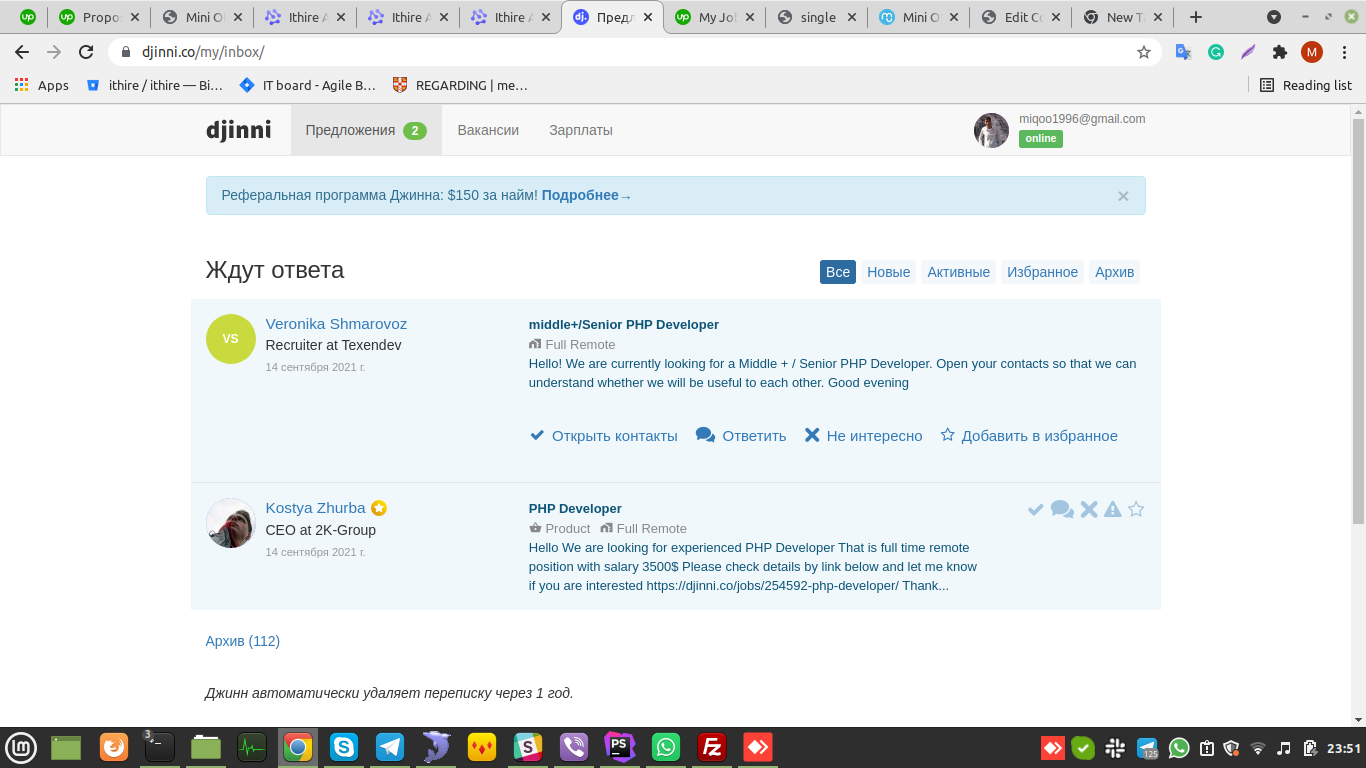 Propos
Mini O
Ithire A
Ithire A
Ithire A
Предл
My Jo
single
Mini O
Edit Co
New T
djinni.co/my/inbox/
M
Apps
ithire / ithire — Bi...
IT board - Agile B...
REGARDING | me...
Reading list
djinni
Предложения 2
Вакансии
Зарплаты
miqoo1996@gmail.com
online
Реферальная программа Джинна: $150 за найм! Подробнее→
×
Ждут ответа
Все
Новые
Активные
Избранное
Архив
VS
Veronika Shmarovoz
Recruiter at Texendev
14 сентября 2021 г.
middle+/Senior PHP Developer
Full Remote
Hello! We are currently looking for a Middle + / Senior PHP Developer. Open your contacts so that we can
understand whether we will be useful to each other. Good evening
Открыть контакты
Ответить
Не интересно
Добавить в избранное
Kostya Zhurba
CEO at 2K-Group
14 сентября 2021 г.
PHP Developer
Product Full Remote
Hello We are looking for experienced PHP Developer That is full time remote
position with salary 3500$ Please check details by link below and let me know
if you are interested https://djinni.co/jobs/254592-php-developer/ Thank...
Архив (112)
Джинн автоматически удаляет переписку через 1 год.
3
PS
125
23:51